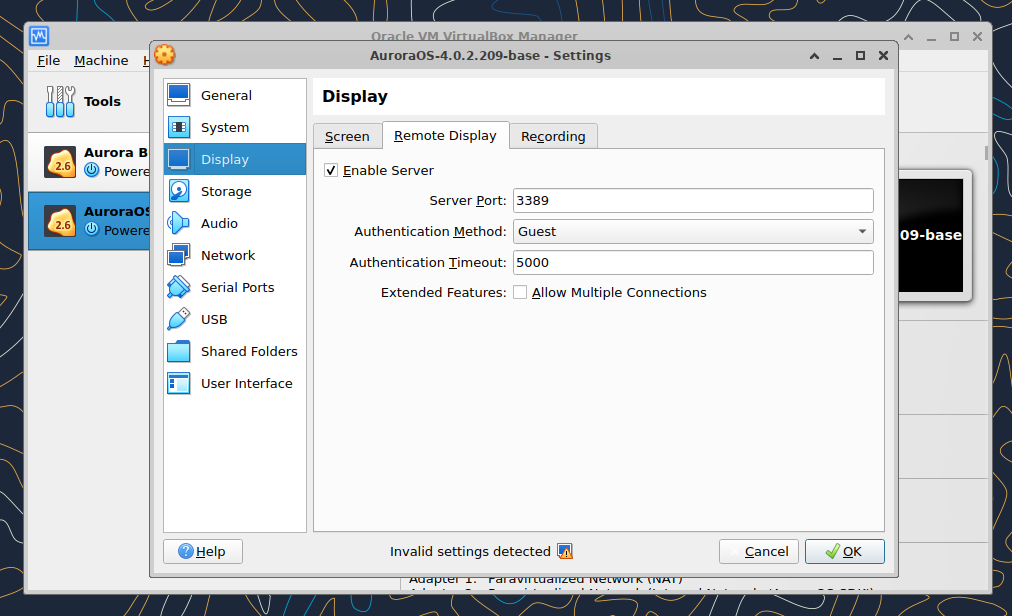 Oracle VM VirtualBox Manager
File Machine H
Tools
Aurora B
2.6
Powere
AuroraOS
2.6
Powere
09-base
AuroraOS-4.0.2.209-base - Settings
General
System
Display
Storage
Audio
Network
Serial Ports
USB
Shared Folders
User Interface
Display
Screen Remote Display Recording
Enable Server
Server Port: 3389
Authentication Method: Guest
Authentication Timeout: 5000
Extended Features: Allow Multiple Connections
Help
Invalid settings detected
Cancel
OK
Adapter 1: Paravirtualized Network (NAT)